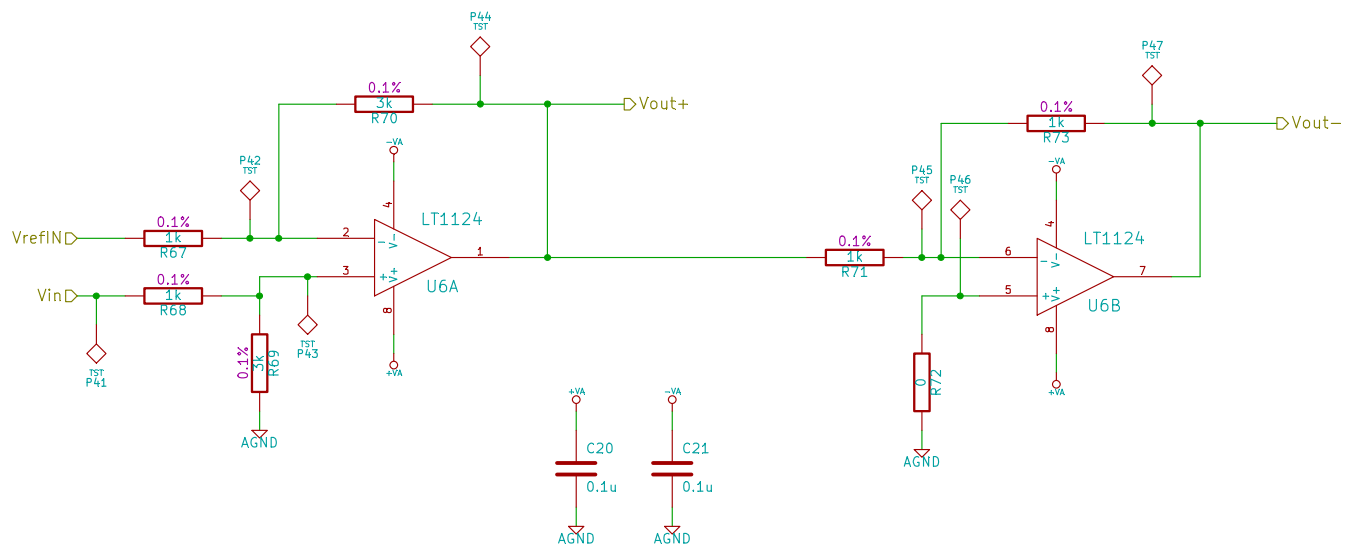 P44
TST
0.1%
3k
R70
Vout+
P47
TST
0.1%
1k
R73
Vout-
-VA
4
P42
TST
LT1124
V-
V+
-
+
2
3
1
8
U6A
+VA
VrefIN
0.1%
1k
R67
Vin
0.1%
1k
R68
TST
P41
TST
P43
0.1%
3k
R69
AGND
P45
TST
P46
TST
0.1%
1k
R71
-VA
4
LT1124
V-
V+
-
+
6
5
7
8
U6B
+VA
0
R72
AGND
+VA
C20
0.1u
AGND
-VA
C21
0.1u
AGND